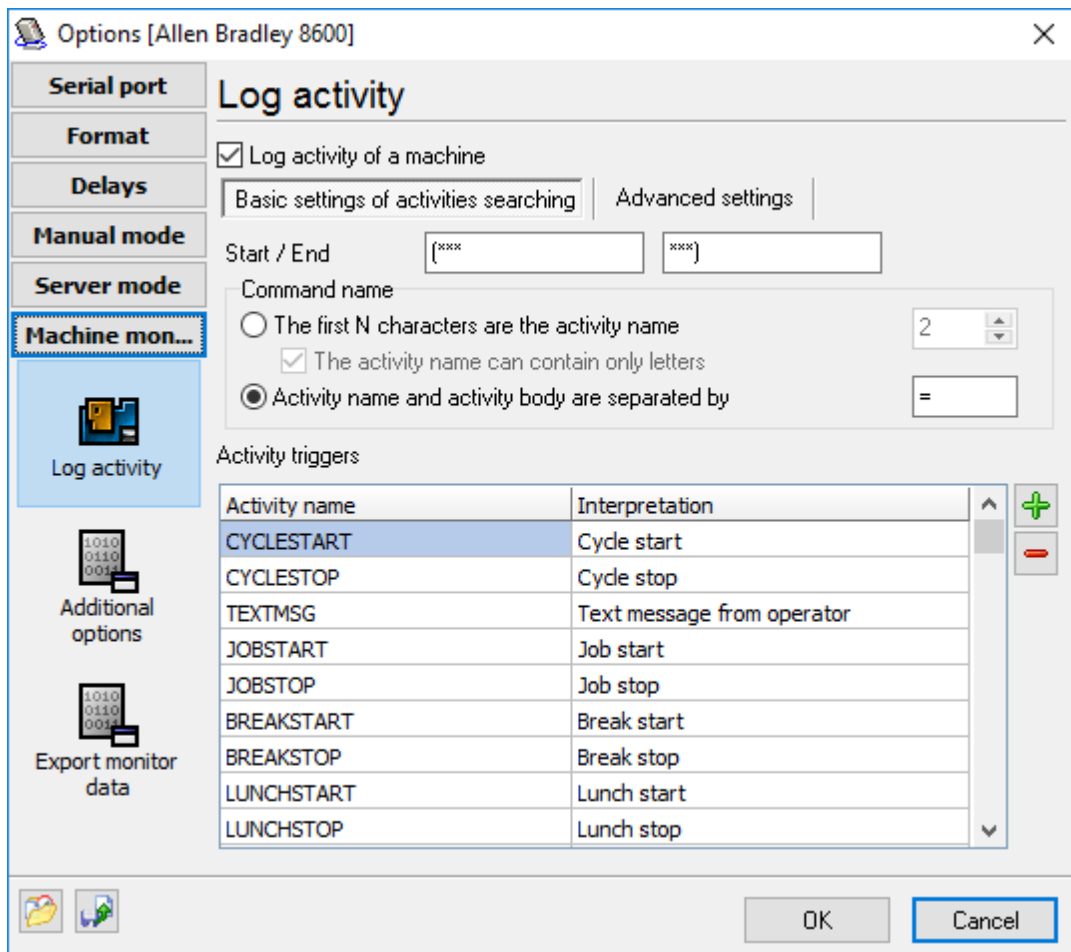 Options [Allen Bradley 8600]
Serial port
Format
Delays
Manual mode
Server mode
Machine mon...
Log activity
Additional
options
Export monitor
data
Log activity
Log activity of a machine
Basic settings of activities searching
Advanced settings
Start / End
(***
***)
Command name
The first N characters are the activity name
2
The activity name can contain only letters
Activity name and activity body are separated by
=
Activity triggers
Activity name Interpretation
CYCLESTART Cycle start
CYCLESTOP Cycle stop
TEXTMSG Text message from operator
JOBSTART Job start
JOBSTOP Job stop
BREAKSTART Break start
BREAKSTOP Break stop
LUNCHSTART Lunch start
LUNCHSTOP Lunch stop
OK
Cancel